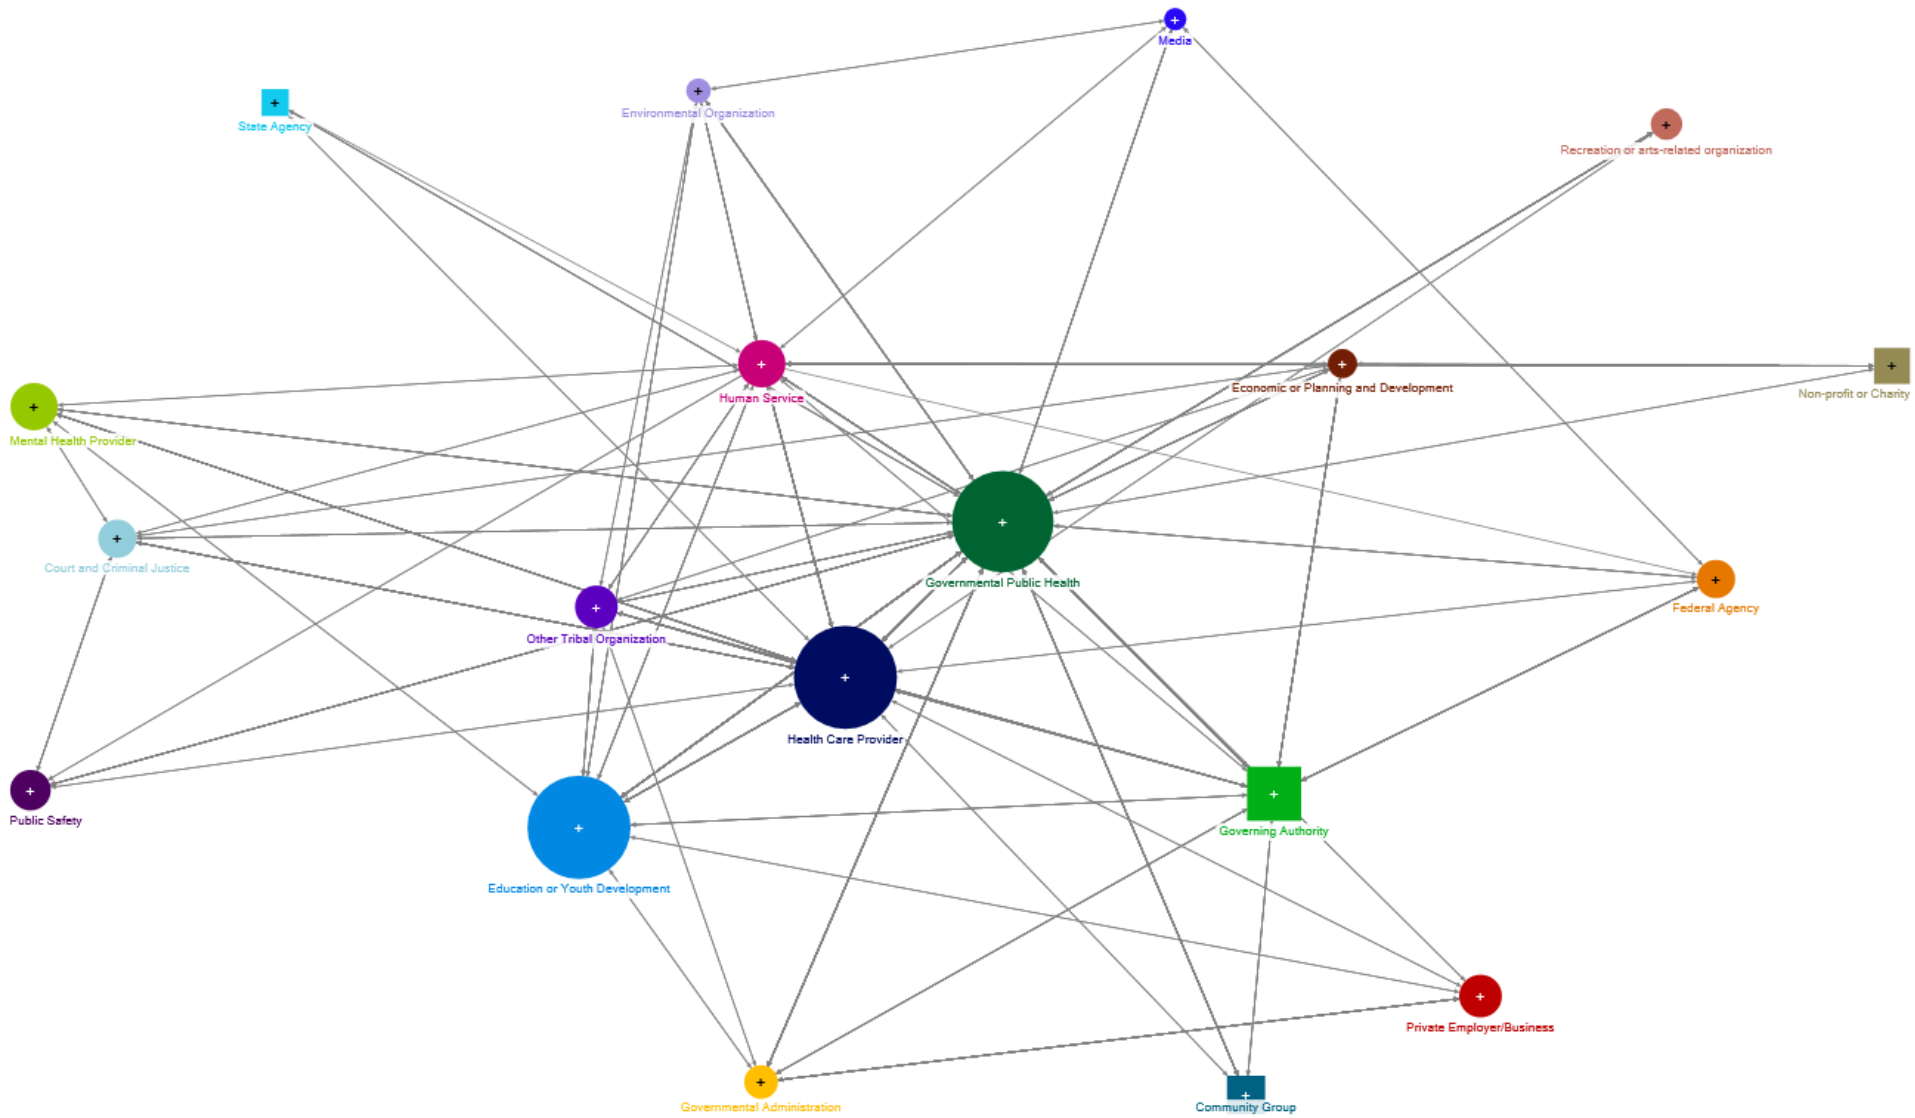 Media
Environmental Organization
State Agency
Recreation or arts-related organization
Economic or Planning and Development
Non-profit or Charity
Human Service
Mental Health Provider
Court and Criminal Justice
Governmental Public Health
Federal Agency
Other Tribal Organization
Health Care Provider
Public Safety
Governing Authority
Education or Youth Development
Private Employer/Business
Governmental Administration
Community Group